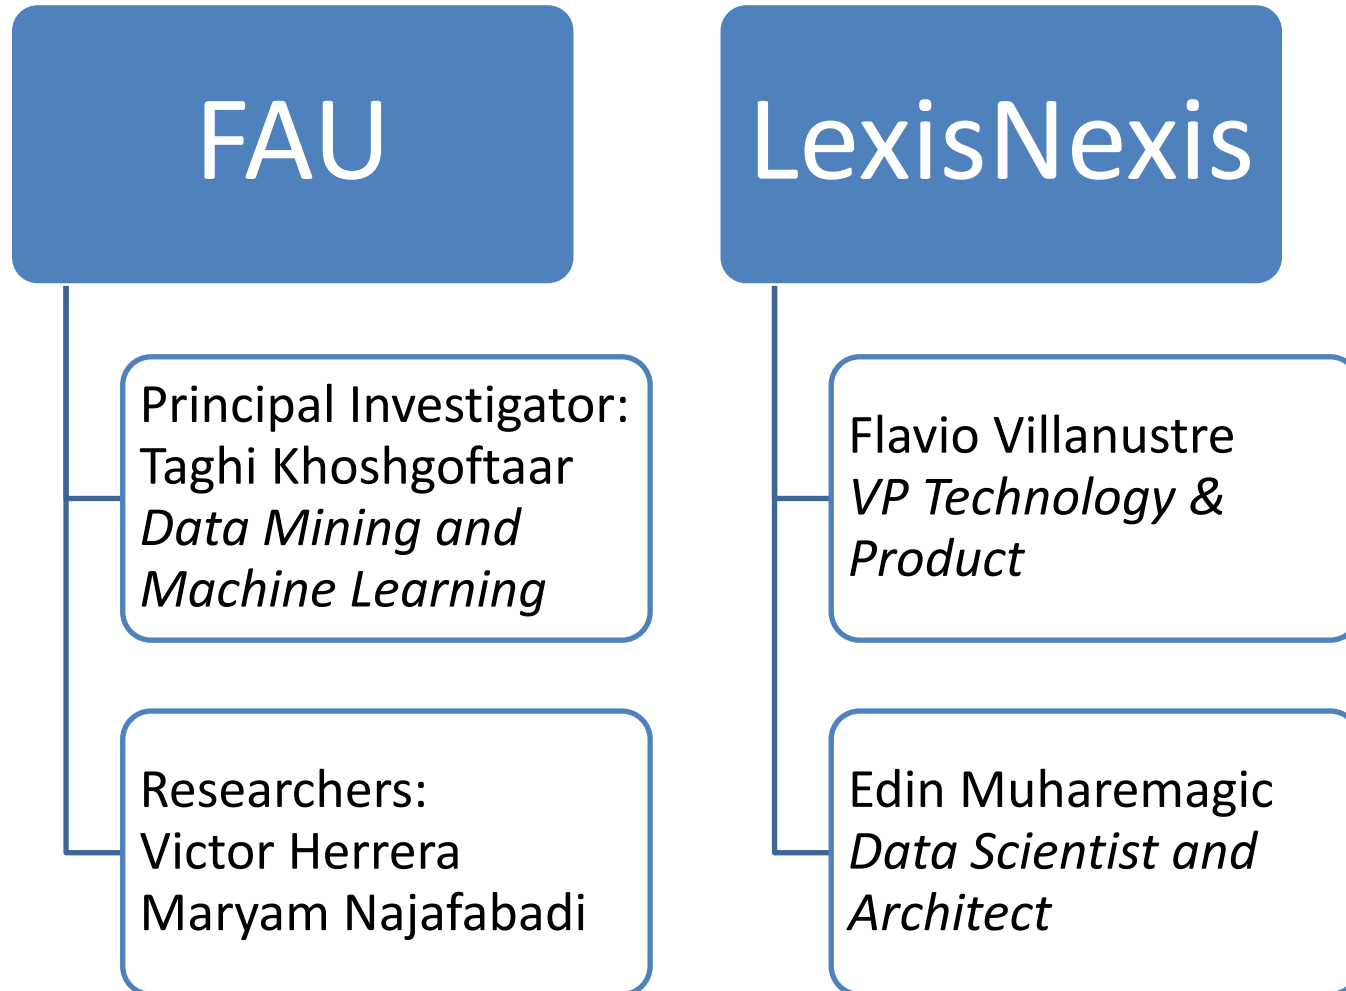 FAU
Principal Investigator:
Taghi Khoshgoftaar
Data Mining and
Machine Learning
Researchers:
Victor Herrera
Maryam Najafabadi
LexisNexis
Flavio Villanustre
VP Technology &
Product
Edin Muharemagic
Data Scientist and
Architect